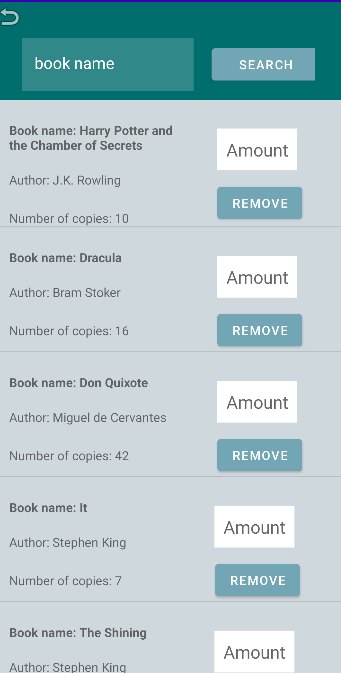 book name
SEARCH
Book name: Harry Potter and
the Chamber of Secrets
Amount
Author: J.K. Rowling
REMOVE
Number of copies: 10
Book name: Dracula
Amount
Author: Bram Stoker
REMOVE
Number of copies: 16
Book name: Don Quixote
Amount
Author: Miguel de Cervantes
REMOVE
Number of copies: 42
Book name: It
Amount
Author: Stephen King
REMOVE
Number of copies: 7
Book name: The Shining
Amount
Author: Stephen King